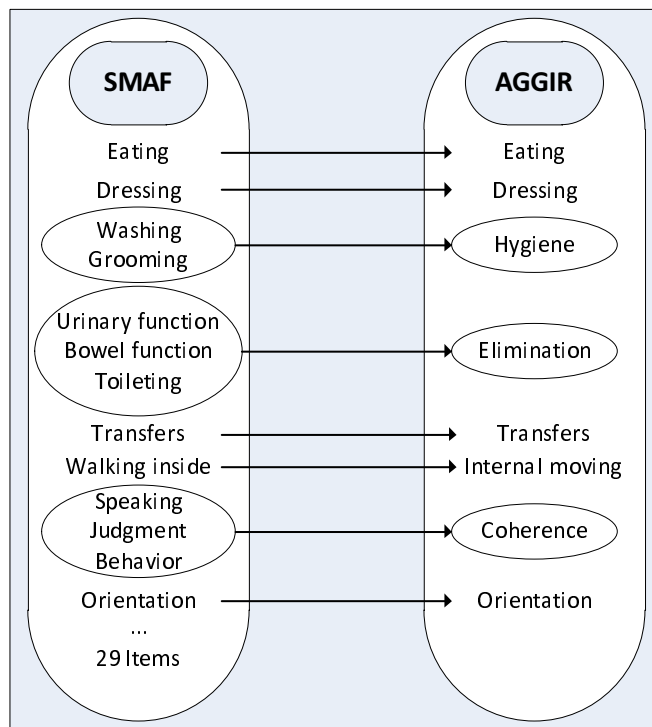 SMAF
Eating
Dressing
Washing
Grooming
Urinary function
Bowel function
Toileting
Transfers
Walking inside
Speaking
Judgment
Behavior
Orientation
...
29 Items
AGGIR
Eating
Dressing
Hygiene
Elimination
Transfers
Internal moving
Coherence
Orientation